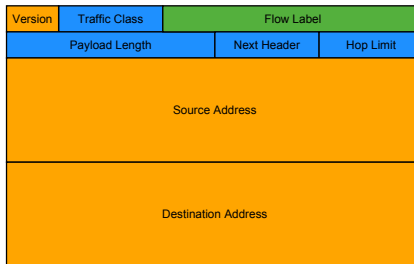 Version Traffic Class Flow Label
Payload Length Next Header Hop Limit
Source Address
Destination Address